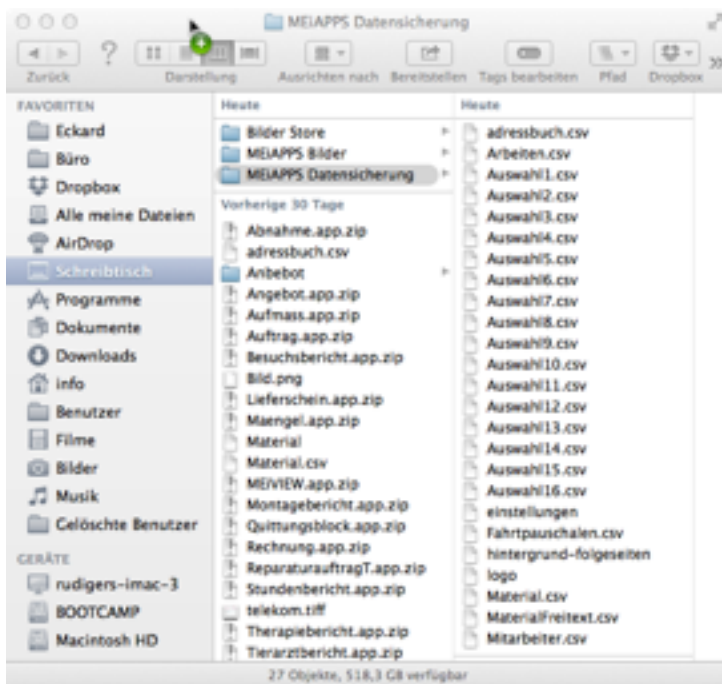 MEiAPPS Datensicherung
Zurück
Darstellung
Ausrichten nach
Bereitstellen
Tags bearbeiten
Pfad
Dropbox
FAVORITEN
Eckard
Büro
Dropbox
Alle meine Dateien
AirDrop
Schreibtisch
Programme
Dokumente
Downloads
info
Benutzer
Filme
Bilder
Musik
Gelöschte Benutzer
GERÄTE
rudigers-imac-3
BOOTCAMP
Macintosh HD
Heute
Bilder Store
MEiAPPS Bilder
MEiAPPS Datensicherung
Vorherige 30 Tage
Abnahme.app.zip
adressbuch.csv
Anbebot
Angebot.app.zip
Aufmass.app.zip
Auftrag.app.zip
Besuchsbericht.app.zip
Bild.png
Lieferschein.app.zip
Maengel.app.zip
Material
Material.csv
MEiVIEW.app.zip
Montagebericht.app.zip
Quittungsblock.app.zip
Rechnung.app.zip
ReparaturauftragT.app.zip
Stundenbericht.app.zip
telekom.tiff
Therapiebericht.app.zip
Tierarztbericht.app.zip
Heute
adressbuch.csv
Arbeiten.csv
Auswahl1.csv
Auswahl2.csv
Auswahl3.csv
Auswahl4.csv
Auswahl5.csv
Auswahl6.csv
Auswahl7.csv
Auswahl8.csv
Auswahl9.csv
Auswahl10.csv
Auswahl11.csv
Auswahl12.csv
Auswahl13.csv
Auswahl14.csv
Auswahl15.csv
Auswahl16.csv
einstellungen
Fahrtpauschalen.csv
hintergrund-folgeseiten
logo
Material.csv
MaterialFreitext.csv
Mitarbeiter.csv
27 Objekte, 518,3 GB verfügbar